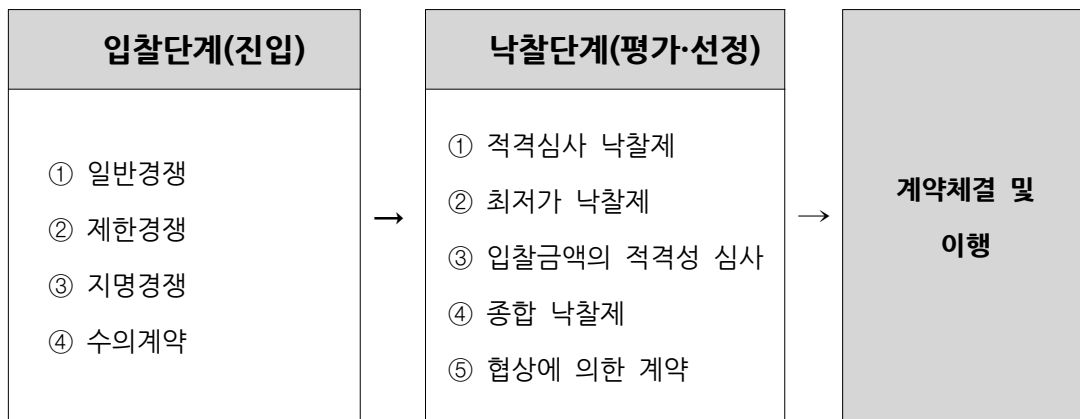 입찰단계(진입)
① 일반경쟁
② 제한경쟁
③ 지명경쟁
④ 수의계약
→
낙찰단계(평가·선정)
① 적격심사 낙찰제
② 최저가 낙찰제
③ 입찰금액의 적격성 심사
④ 종합 낙찰제
⑤ 협상에 의한 계약
→
계약체결 및
이행